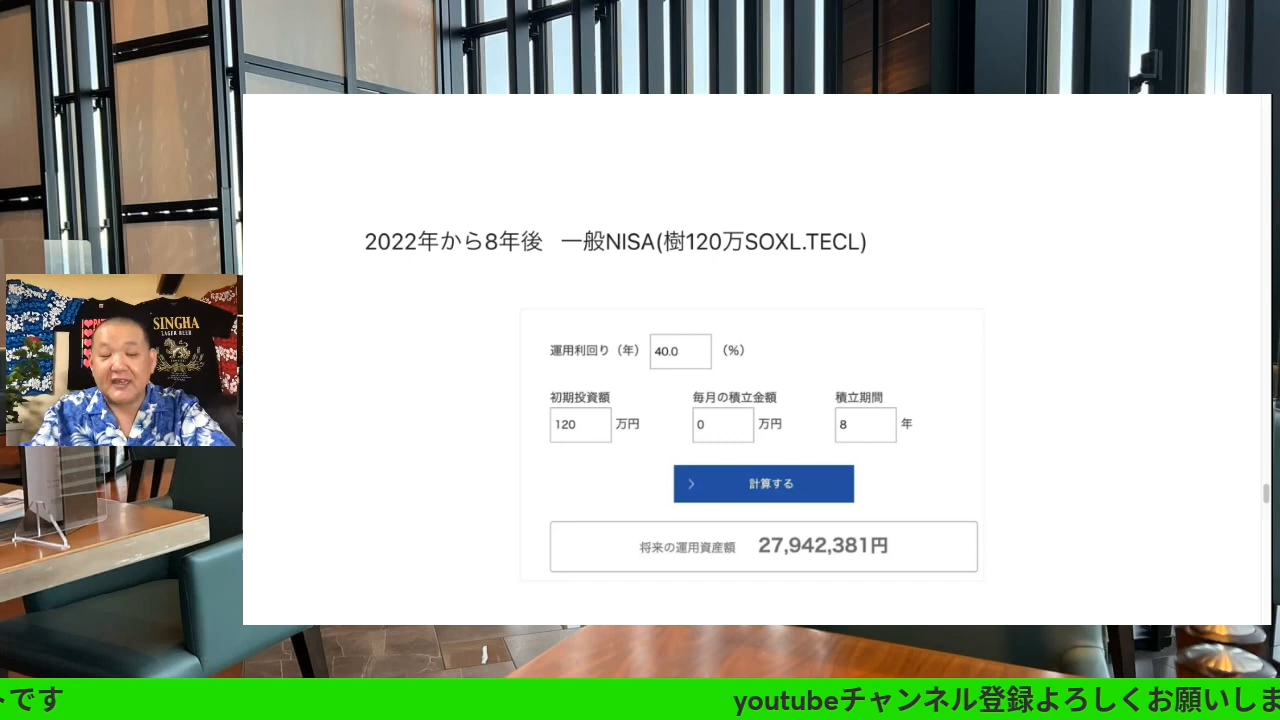 2022年から8年後 一般NISA(樹120万SOXL.TECL)
運用利回り（年） 40.0 （%）
初期投資額 毎月の積立金額 積立期間
120 万円 0 万円 8 年
計算する
将来の運用資産額 27,942,381円
SINGHA
LAGER BEER
トです youtubeチャンネル登録よろしくお願いしま